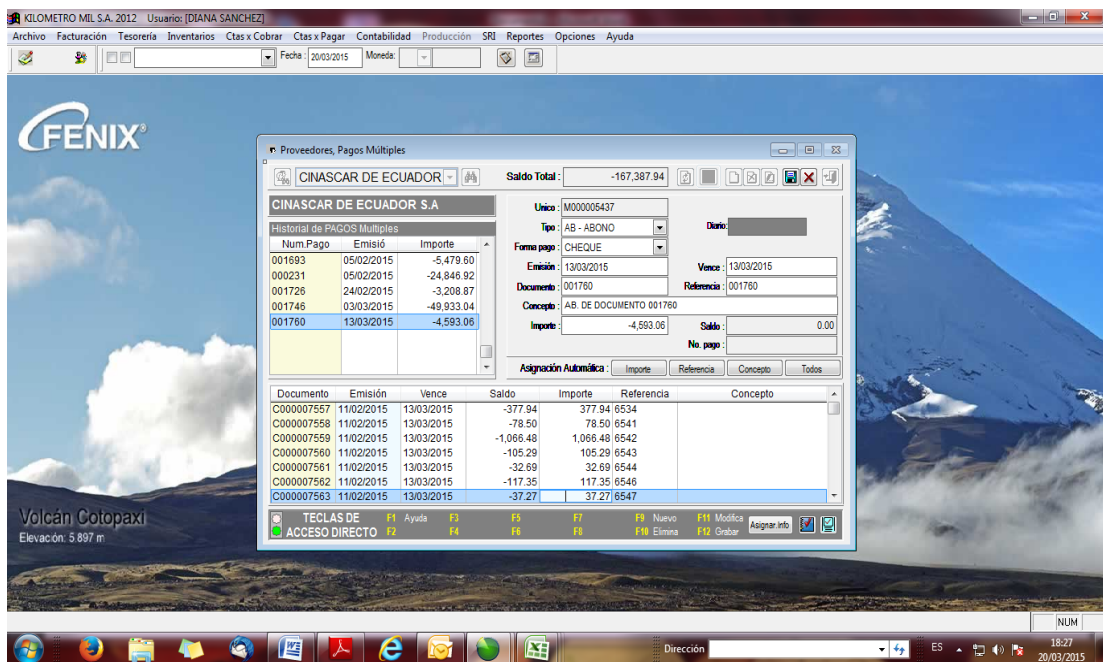 KILOMETRO MIL S.A. 2012 Usuario: [DIANA SANCHEZ]
Archivo Facturación Tesorería Inventarios Ctas x Cobrar Ctas x Pagar Contabilidad Producción SRI Reportes Opciones Ayuda
Fecha : 20/03/2015 Moneda:
FENIX®
Proveedores, Pagos Múltiples
CINASCAR DE ECUADOR Saldo Total : -167,387.94
CINASCAR DE ECUADOR S.A
Historial de PAGOS Multiples
Num.Pago Emisió Importe
001693 05/02/2015 -5,479.60
000231 05/02/2015 -24,846.92
001726 24/02/2015 -3,208.87
001746 03/03/2015 -49,933.04
001760 13/03/2015 -4,593.06
Unico : M000005437
Tipo : AB - ABONO Diario:
Forma pago : CHEQUE
Emisión : 13/03/2015 Vence : 13/03/2015
Documento : 001760 Referencia : 001760
Concepto : AB. DE DOCUMENTO 001760
Importe : -4,593.06 Saldo : 0.00
No. pago :
Asignación Automática : Importe Referencia Concepto Todos
Documento Emisión Vence Saldo Importe Referencia Concepto
C000007557 11/02/2015 13/03/2015 -377.94 377.94 6534
C000007558 11/02/2015 13/03/2015 -78.50 78.50 6541
C000007559 11/02/2015 13/03/2015 -1,066.48 1,066.48 6542
C000007560 11/02/2015 13/03/2015 -105.29 105.29 6543
C000007561 11/02/2015 13/03/2015 -32.69 32.69 6544
C000007562 11/02/2015 13/03/2015 -117.35 117.35 6546
C000007563 11/02/2015 13/03/2015 -37.27 37.27 6547
TECLAS DE F1 Ayuda F3 F5 F7 F9 Nuevo F11 Modifica
ACCESO DIRECTO F2 F4 F6 F8 F10 Elimina F12 Grabar
Asignar.Info
Volcán Cotopaxi
Elevación: 5.897 m
NUM
Dirección ES 18:27
20/03/2015